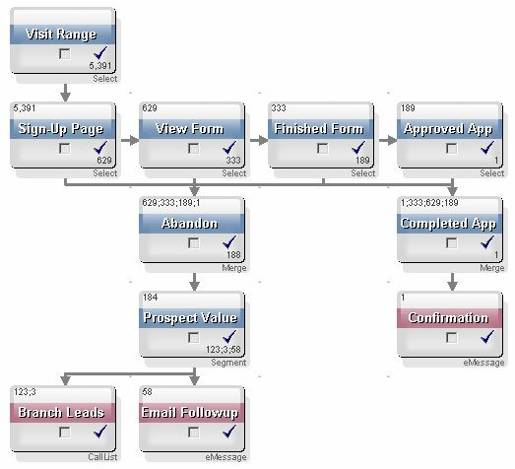 Visit Range
5,391
Select
5,391
629
333
189
Sign-Up Page
View Form
Finished Form
Approved App
629
333
189
1
Select
Select
Select
Select
629;333;189;1
1;333;629;189
Abandon
Completed App
188
1
Merge
Merge
184
1
Prospect Value
Confirmation
123;3;58
Segment
eMessage
123;3
58
Branch Leads
Email Followup
CallList
eMessage